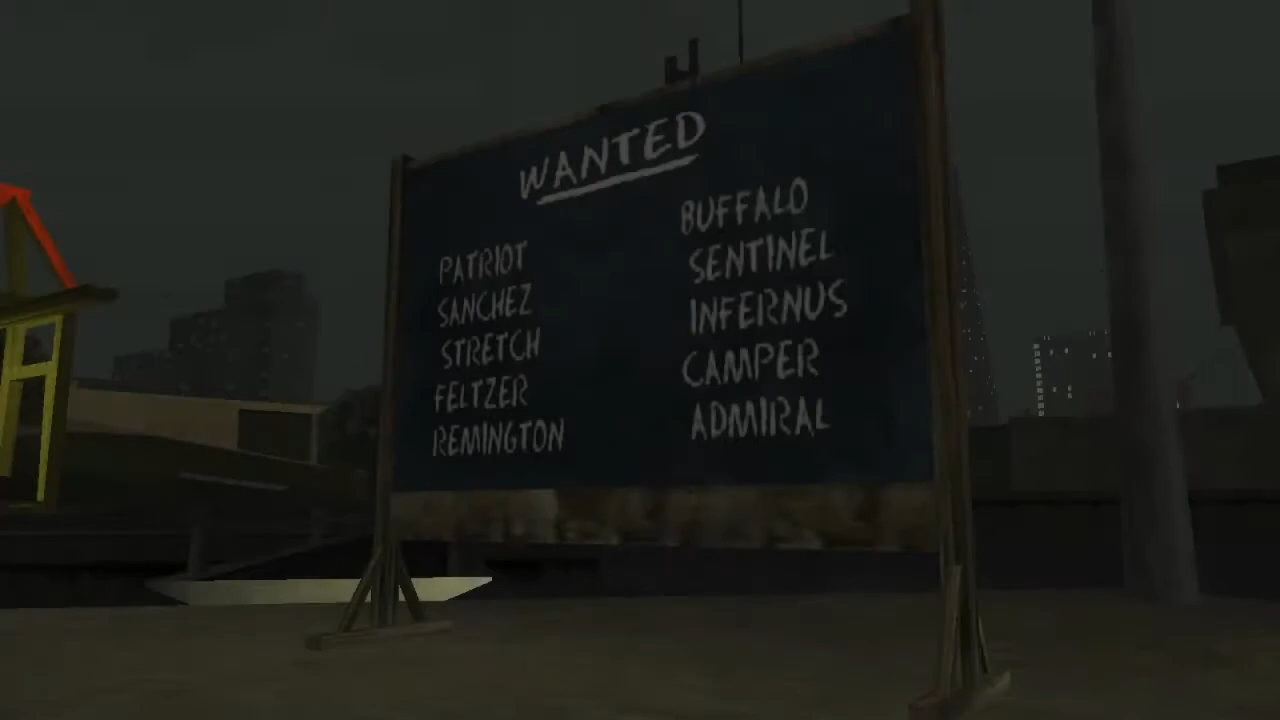 WANTED
PATRIOT
SANCHEZ
STRETCH
FELTZER
REMINGTON
BUFFALO
SENTINEL
INFERNUS
CAMPER
ADMIRAL